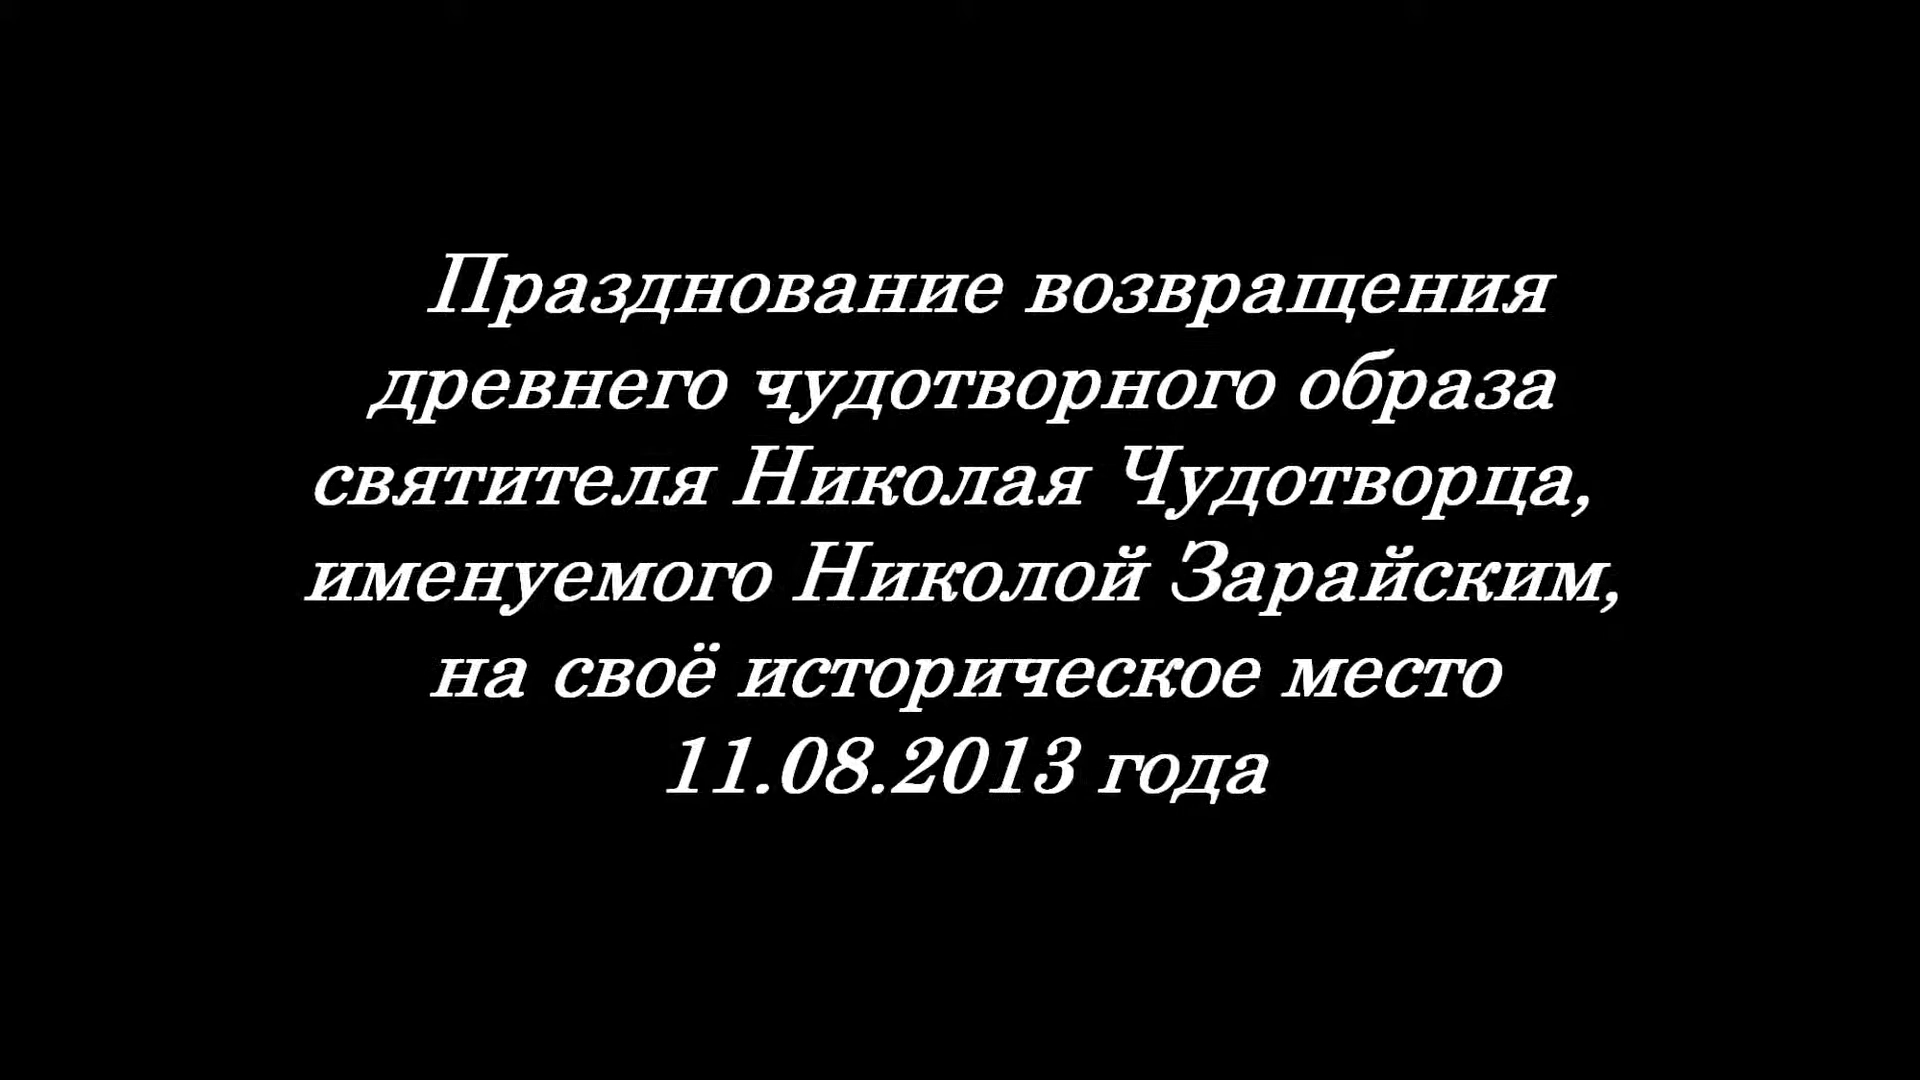 Празднование возвращения
древнего чудотворного образа
святителя Николая Чудотворца,
именуемого Николой Зарайским,
на своё историческое место
11.08.2013 года